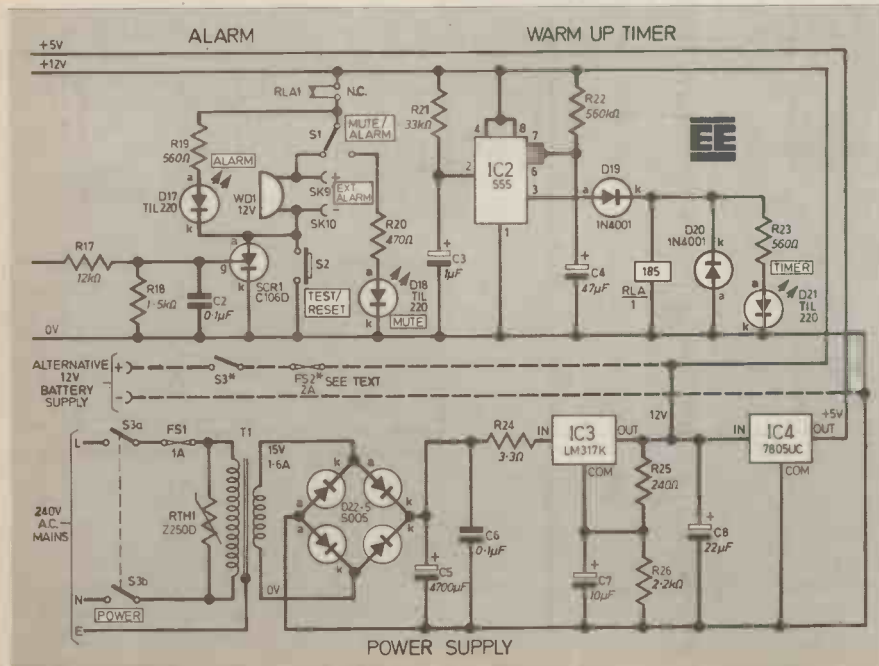 ALARM
WARM UP TIMER
+5V
+12V
RLA1
N.C.
R19
560Ω
S1
MUTE/
ALARM
R21
33kΩ
R22
560kΩ
EE
4
8
7
6
2
3
1
IC2
555
D19
a
k
1N4001
a
ALARM
D17
TIL220
k
WD1
12V
+
SK9
EXT
ALARM
-
SK10
R20
470Ω
D20
1N4001
k
a
R23
560Ω
R17
12kΩ
a
g
k
SCR1
C106D
S2
TEST/
RESET
R18
1·5kΩ
C2
0·1µF
a
D18
TIL
220
k
MUTE
+
C3
1µF
+
C4
47µF
185
RLA
1
TIMER
a
D21
TIL
220
k
0V
ALTERNATIVE
12V
BATTERY
SUPPLY
+
-
S3*
FS2*
2A
SEE TEXT
L
S3a
FS1
1A
T1
15V
1·6A
R24
3·3Ω
IN
IC3
LM317K
OUT
COM
12V
IN
IC4
7805UC
OUT
+5V
COM
240V
A.C.
MAINS
RTH1
Z250D
a
k
a
k
D22-5
S005
a
k
a
k
R25
240Ω
C6
0·1µF
+
C8
22µF
+
C5
4700µF
+
C7
10µF
R26
2·2kΩ
N
S3b
POWER
E
0V
POWER SUPPLY